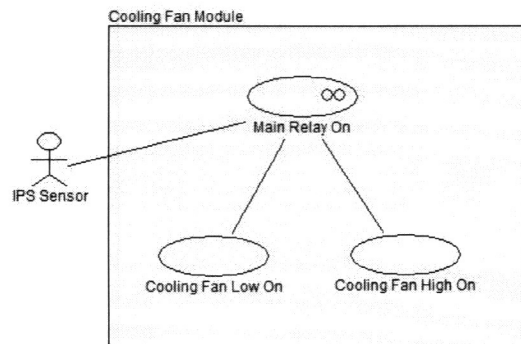 Cooling Fan Module
Main Relay On
IPS Sensor
Cooling Fan Low On
Cooling Fan High On